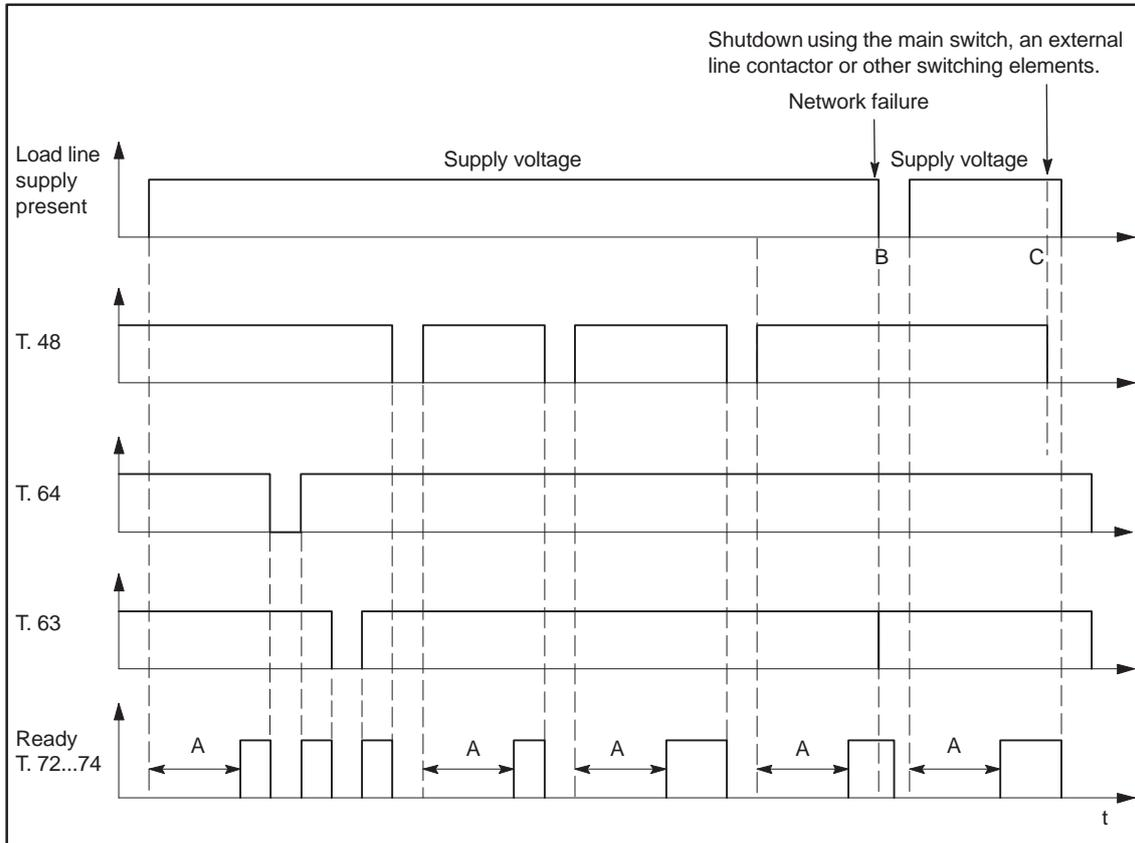 Shutdown using the main switch, an external
line contactor or other switching elements.
Network failure
Load line
supply
present
Supply voltage
Supply voltage
B
C
T. 48
T. 64
T. 63
Ready
T. 72...74
A
A
A
A
A
t